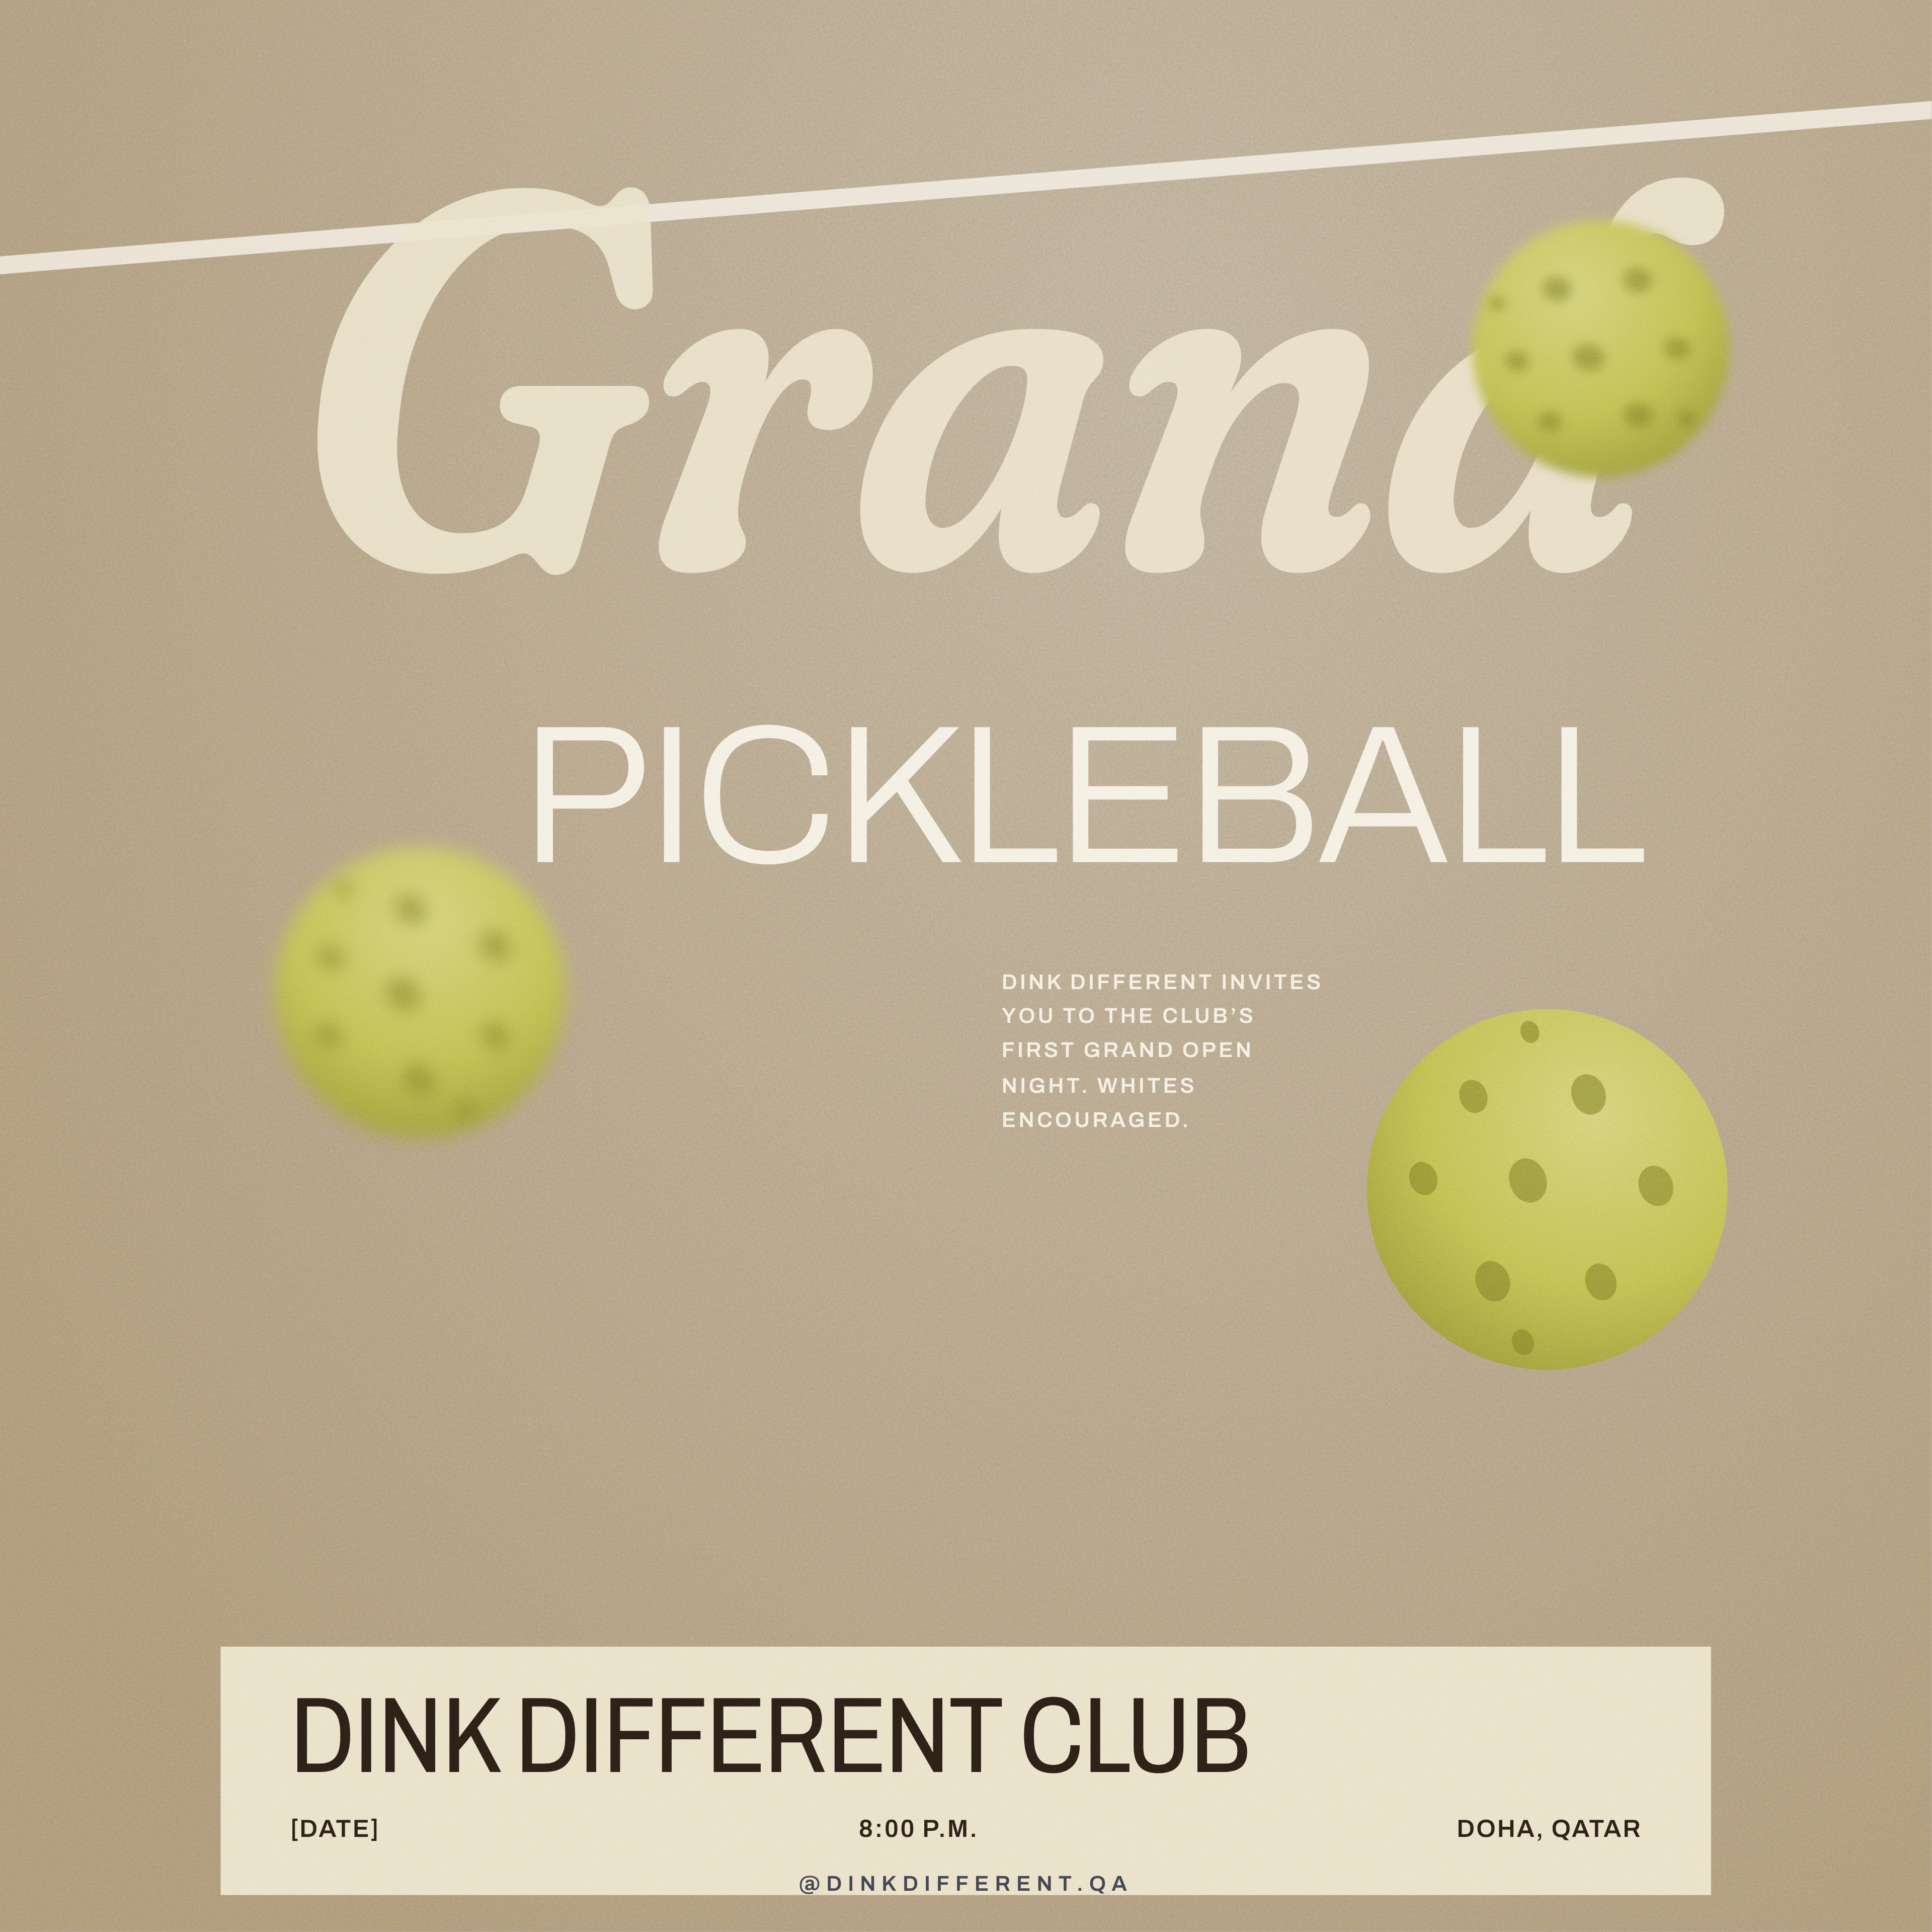 Grand
PICKLEBALL
DINK DIFFERENT INVITES
YOU TO THE CLUB’S
FIRST GRAND OPEN
NIGHT. WHITES
ENCOURAGED.
DINK DIFFERENT CLUB
[DATE] 8:00 P.M. DOHA, QATAR
@DINKDIFFERENT.QA